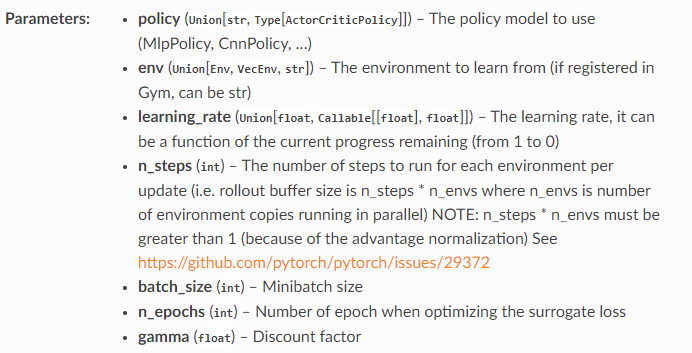 Parameters: • policy (Union[str, Type[ActorCriticPolicy]]) – The policy model to use
(MlpPolicy, CnnPolicy, ...)
• env (Union[Env, VecEnv, str]) – The environment to learn from (if registered in
Gym, can be str)
• learning_rate (Union[float, Callable[[float], float]]) – The learning rate, it can
be a function of the current progress remaining (from 1 to 0)
• n_steps (int) – The number of steps to run for each environment per
update (i.e. rollout buffer size is n_steps * n_envs where n_envs is number
of environment copies running in parallel) NOTE: n_steps * n_envs must be
greater than 1 (because of the advantage normalization) See
https://github.com/pytorch/pytorch/issues/29372
• batch_size (int) – Minibatch size
• n_epochs (int) – Number of epoch when optimizing the surrogate loss
• gamma (float) – Discount factor